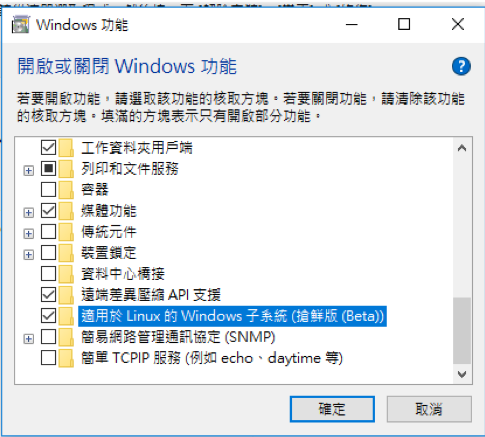 Windows 功能
開啟或關閉 Windows 功能
若要開啟功能，請選取該功能的核取方塊。若要關閉功能，請清除該功能
的核取方塊。填滿的方塊表示只有開啟部分功能。
工作資料夾用戶端
列印和文件服務
容器
媒體功能
傳統元件
裝置鎖定
資料中心橋接
遠端差異壓縮 API 支援
適用於 Linux 的 Windows 子系統 (搶鮮版 (Beta))
簡易網路管理通訊協定 (SNMP)
簡單 TCPIP 服務 (例如 echo、daytime 等)
確定
取消